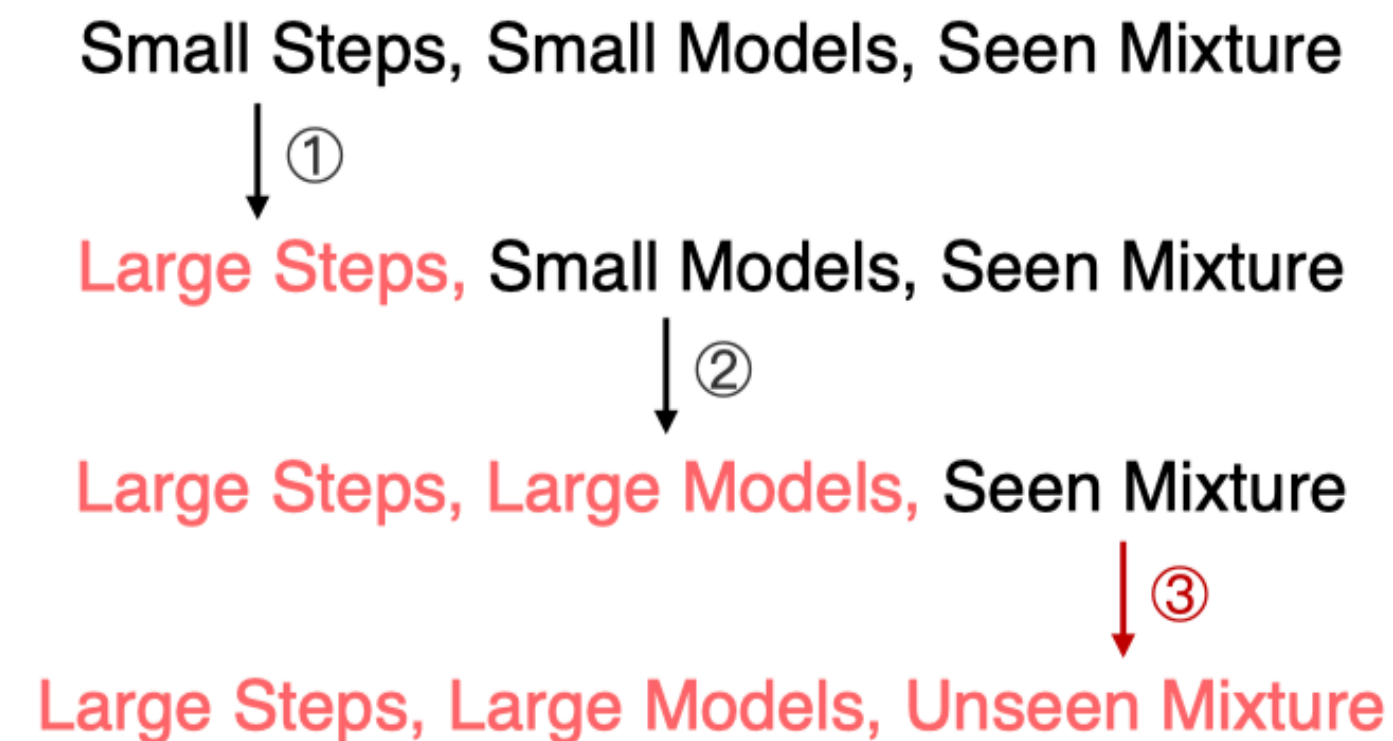 Small Steps, Small Models, Seen Mixture
①
Large Steps, Small Models, Seen Mixture
②
Large Steps, Large Models, Seen Mixture
③
Large Steps, Large Models, Unseen Mixture